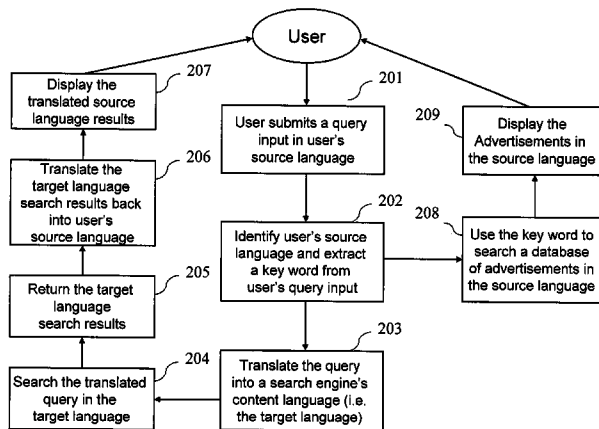 User
201
User submits a query
input in user's
source language
202
Identify user's source
language and extract a
key word from
user's query input
203
Translate the query
into a search engine's
content language (i.e.
the target language)
204
Search the translated
query in the
target language
205
Return the target
language
search results
206
Translate the
target language
search results back
into user's
source language
207
Display the
translated source
language results
208
Use the key word to
search a database
of advertisements in
the source language
209
Display the
Advertisements in
the source language